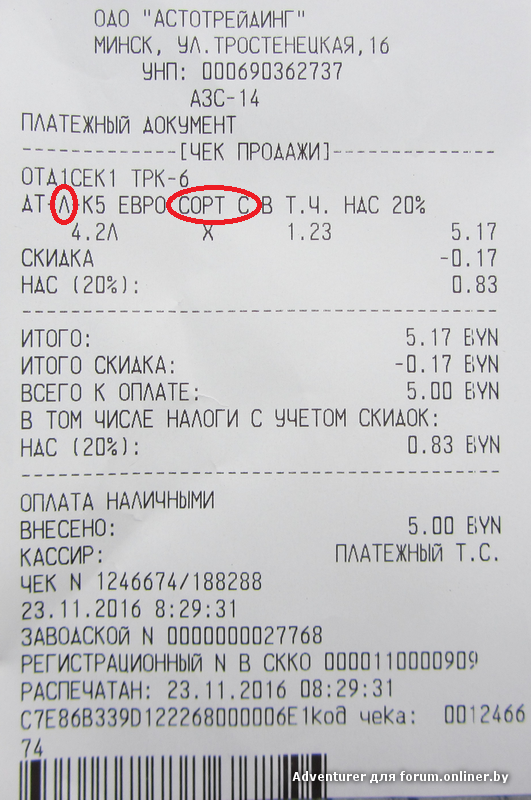 ОДО "АСТОТРЕЙДИНГ"
МИНСК, УЛ.ТРОСТЕНЕЦКАЯ,16
УНП: 000690362737
АЗС-14
ПЛАТЕЖНЫЙ ДОКУМЕНТ
-------------[ЧЕК ПРОДАЖИ]-------------
ОТД1СЕК1 ТРК-6
ДТ-Л-К5 ЕВРО СОРТ С В Т.Ч. НДС 20%
4.2Л X 1.23 5.17
СКИДКА -0.17
НДС (20%): 0.83
---------------------------------------
ИТОГО: 5.17 BYN
ИТОГО СКИДКА: -0.17 BYN
ВСЕГО К ОПЛАТЕ: 5.00 BYN
В ТОМ ЧИСЛЕ НАЛОГИ С УЧЕТОМ СКИДОК:
НДС (20%): 0.83 BYN
---------------------------------------
ОПЛАТА НАЛИЧНЫМИ
ВНЕСЕНО: 5.00 BYN
КАССИР: ПЛАТЕЖНЫЙ Т.С.
ЧЕК N 1246674/188288
23.11.2016 8:29:31
ЗАВОДСКОЙ N 0000000027768
РЕГИСТРАЦИОННЫЙ N В СККО 0000110000909
РАСПЕЧАТАН: 23.11.2016 08:29:31
C7E86B339D122268000006E1Код чека: 0012466
74
Adventurer для forum.onliner.by